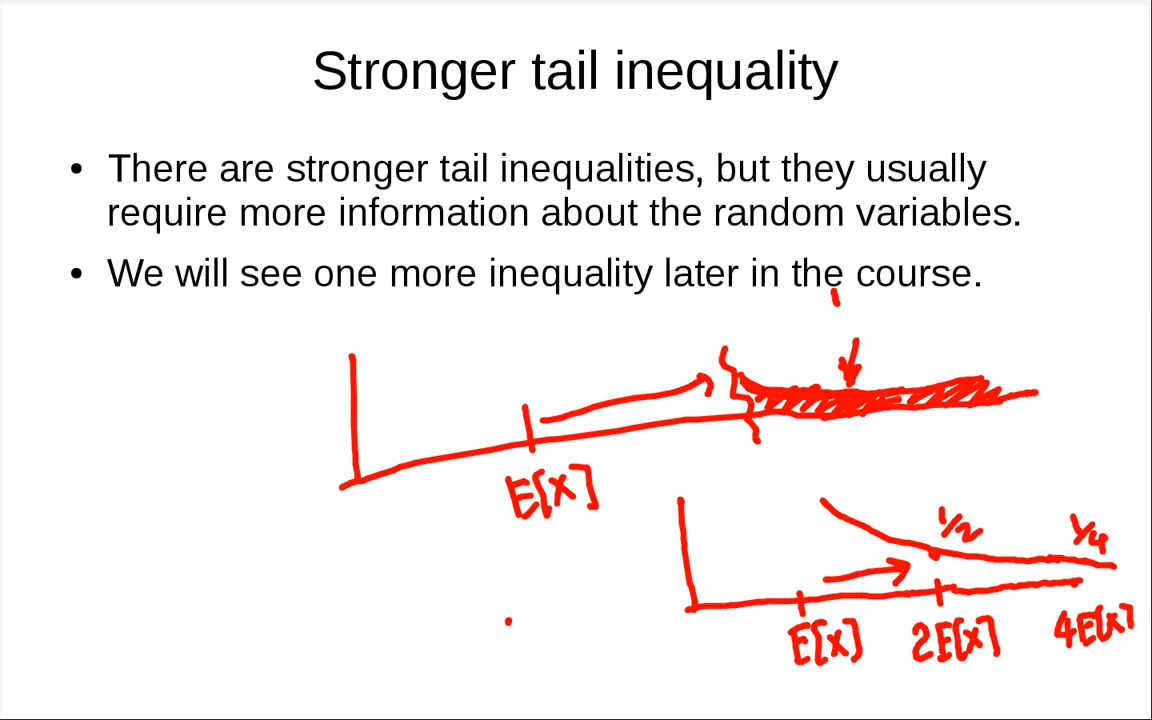 Stronger tail inequality
• There are stronger tail inequalities, but they usually
require more information about the random variables.
• We will see one more inequality later in the course.
E[X]
1/2 1/4
E[X] 2E[X] 4E[X]